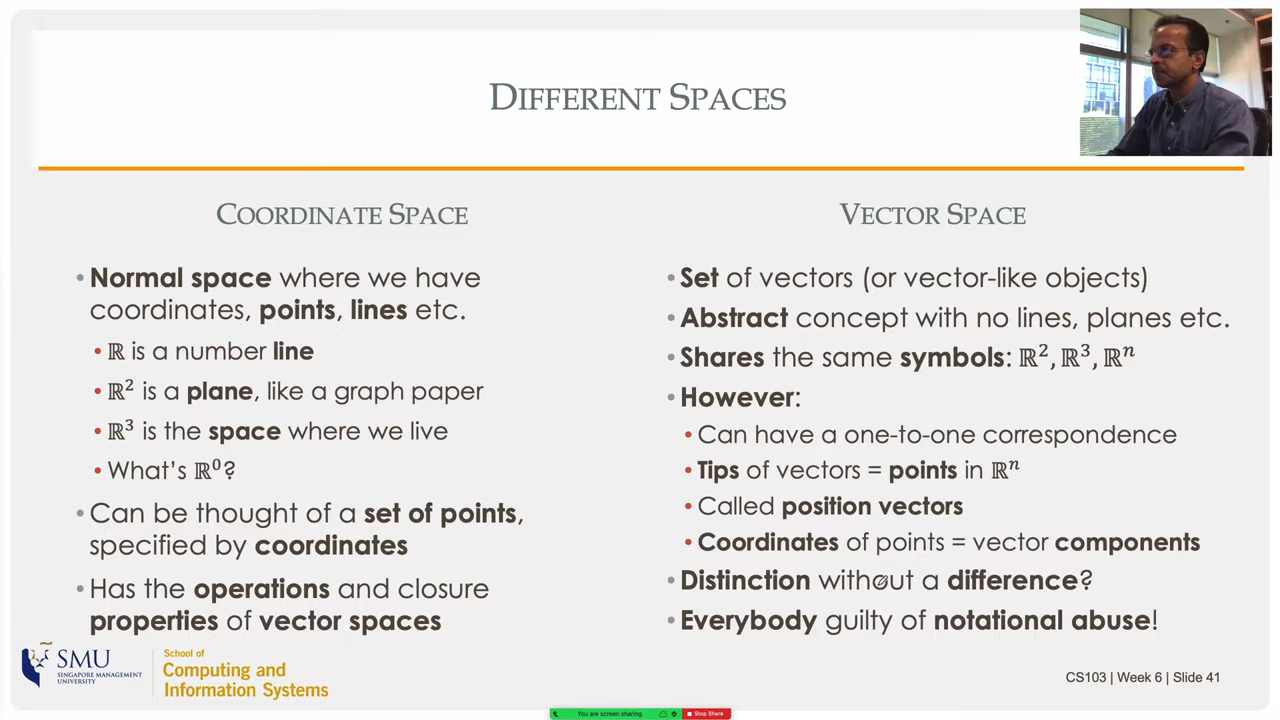 DIFFERENT SPACES
COORDINATE SPACE
• Normal space where we have
coordinates, points, lines etc.
• ℝ is a number line
• ℝ² is a plane, like a graph paper
• ℝ³ is the space where we live
• What's ℝ⁰?
• Can be thought of a set of points,
specified by coordinates
• Has the operations and closure
properties of vector spaces
VECTOR SPACE
• Set of vectors (or vector-like objects)
• Abstract concept with no lines, planes etc.
• Shares the same symbols: ℝ², ℝ³, ℝⁿ
• However:
• Can have a one-to-one correspondence
• Tips of vectors = points in ℝⁿ
• Called position vectors
• Coordinates of points = vector components
• Distinction without a difference?
• Everybody guilty of notational abuse!
SMU
SINGAPORE MANAGEMENT
UNIVERSITY
School of
Computing and
Information Systems
CS103 | Week 6 | Slide 41
You are screen sharing
Stop Share